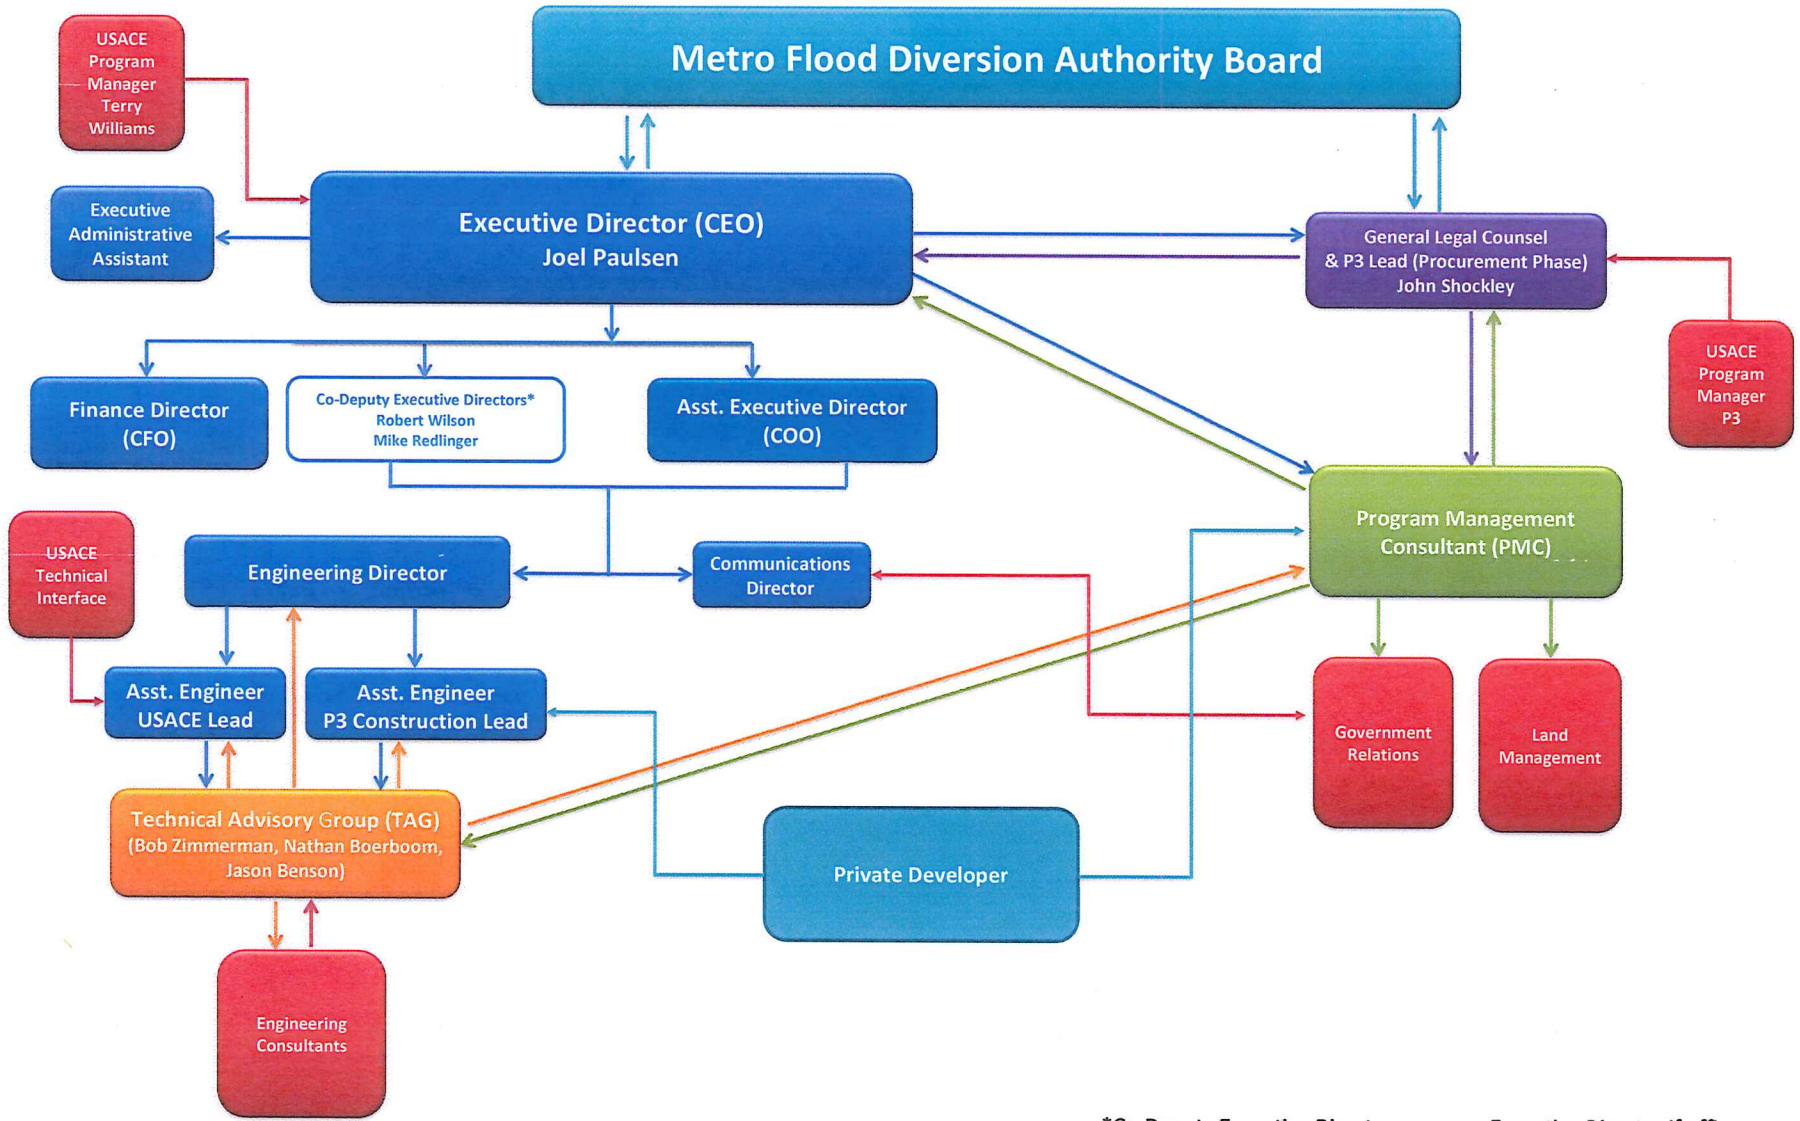 USACE
Program
Manager
Terry
Williams
Metro Flood Diversion Authority Board
Executive
Administrative
Assistant
Executive Director (CEO)
Joel Paulsen
General Legal Counsel
& P3 Lead (Procurement Phase)
John Shockley
USACE
Program
Manager
P3
Finance Director
(CFO)
Co-Deputy Executive Directors*
Robert Wilson
Mike Redlinger
Asst. Executive Director
(COO)
Program Management
Consultant (PMC)
USACE
Technical
Interface
Engineering Director
Communications
Director
Asst. Engineer
USACE Lead
Asst. Engineer
P3 Construction Lead
Government
Relations
Land
Management
Technical Advisory Group (TAG)
(Bob Zimmerman, Nathan Boerboom,
Jason Benson)
Private Developer
Engineering
Consultants